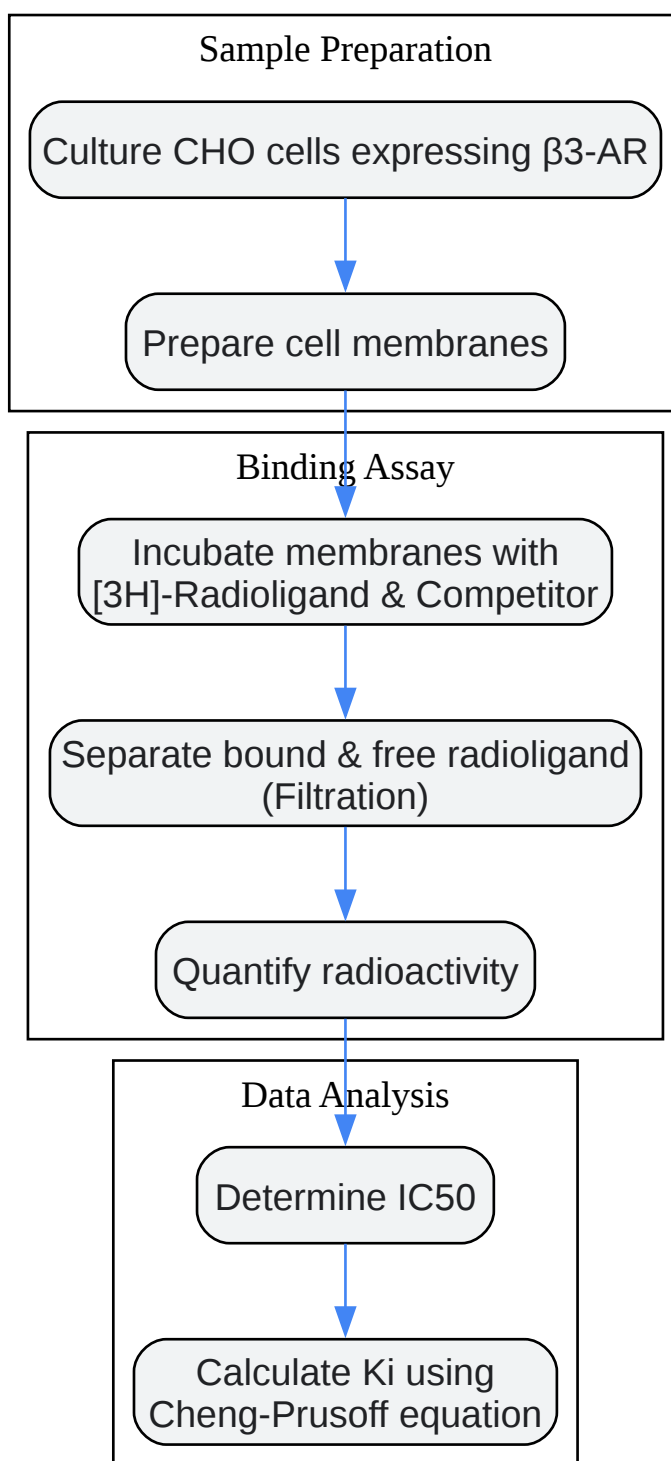 Sample Preparation
Culture CHO cells expressing β3-AR
Prepare cell membranes
Binding Assay
Incubate membranes with
[3H]-Radioligand & Competitor
Separate bound & free radioligand
(Filtration)
Quantify radioactivity
Data Analysis
Determine IC50
Calculate Ki using
Cheng-Prusoff equation